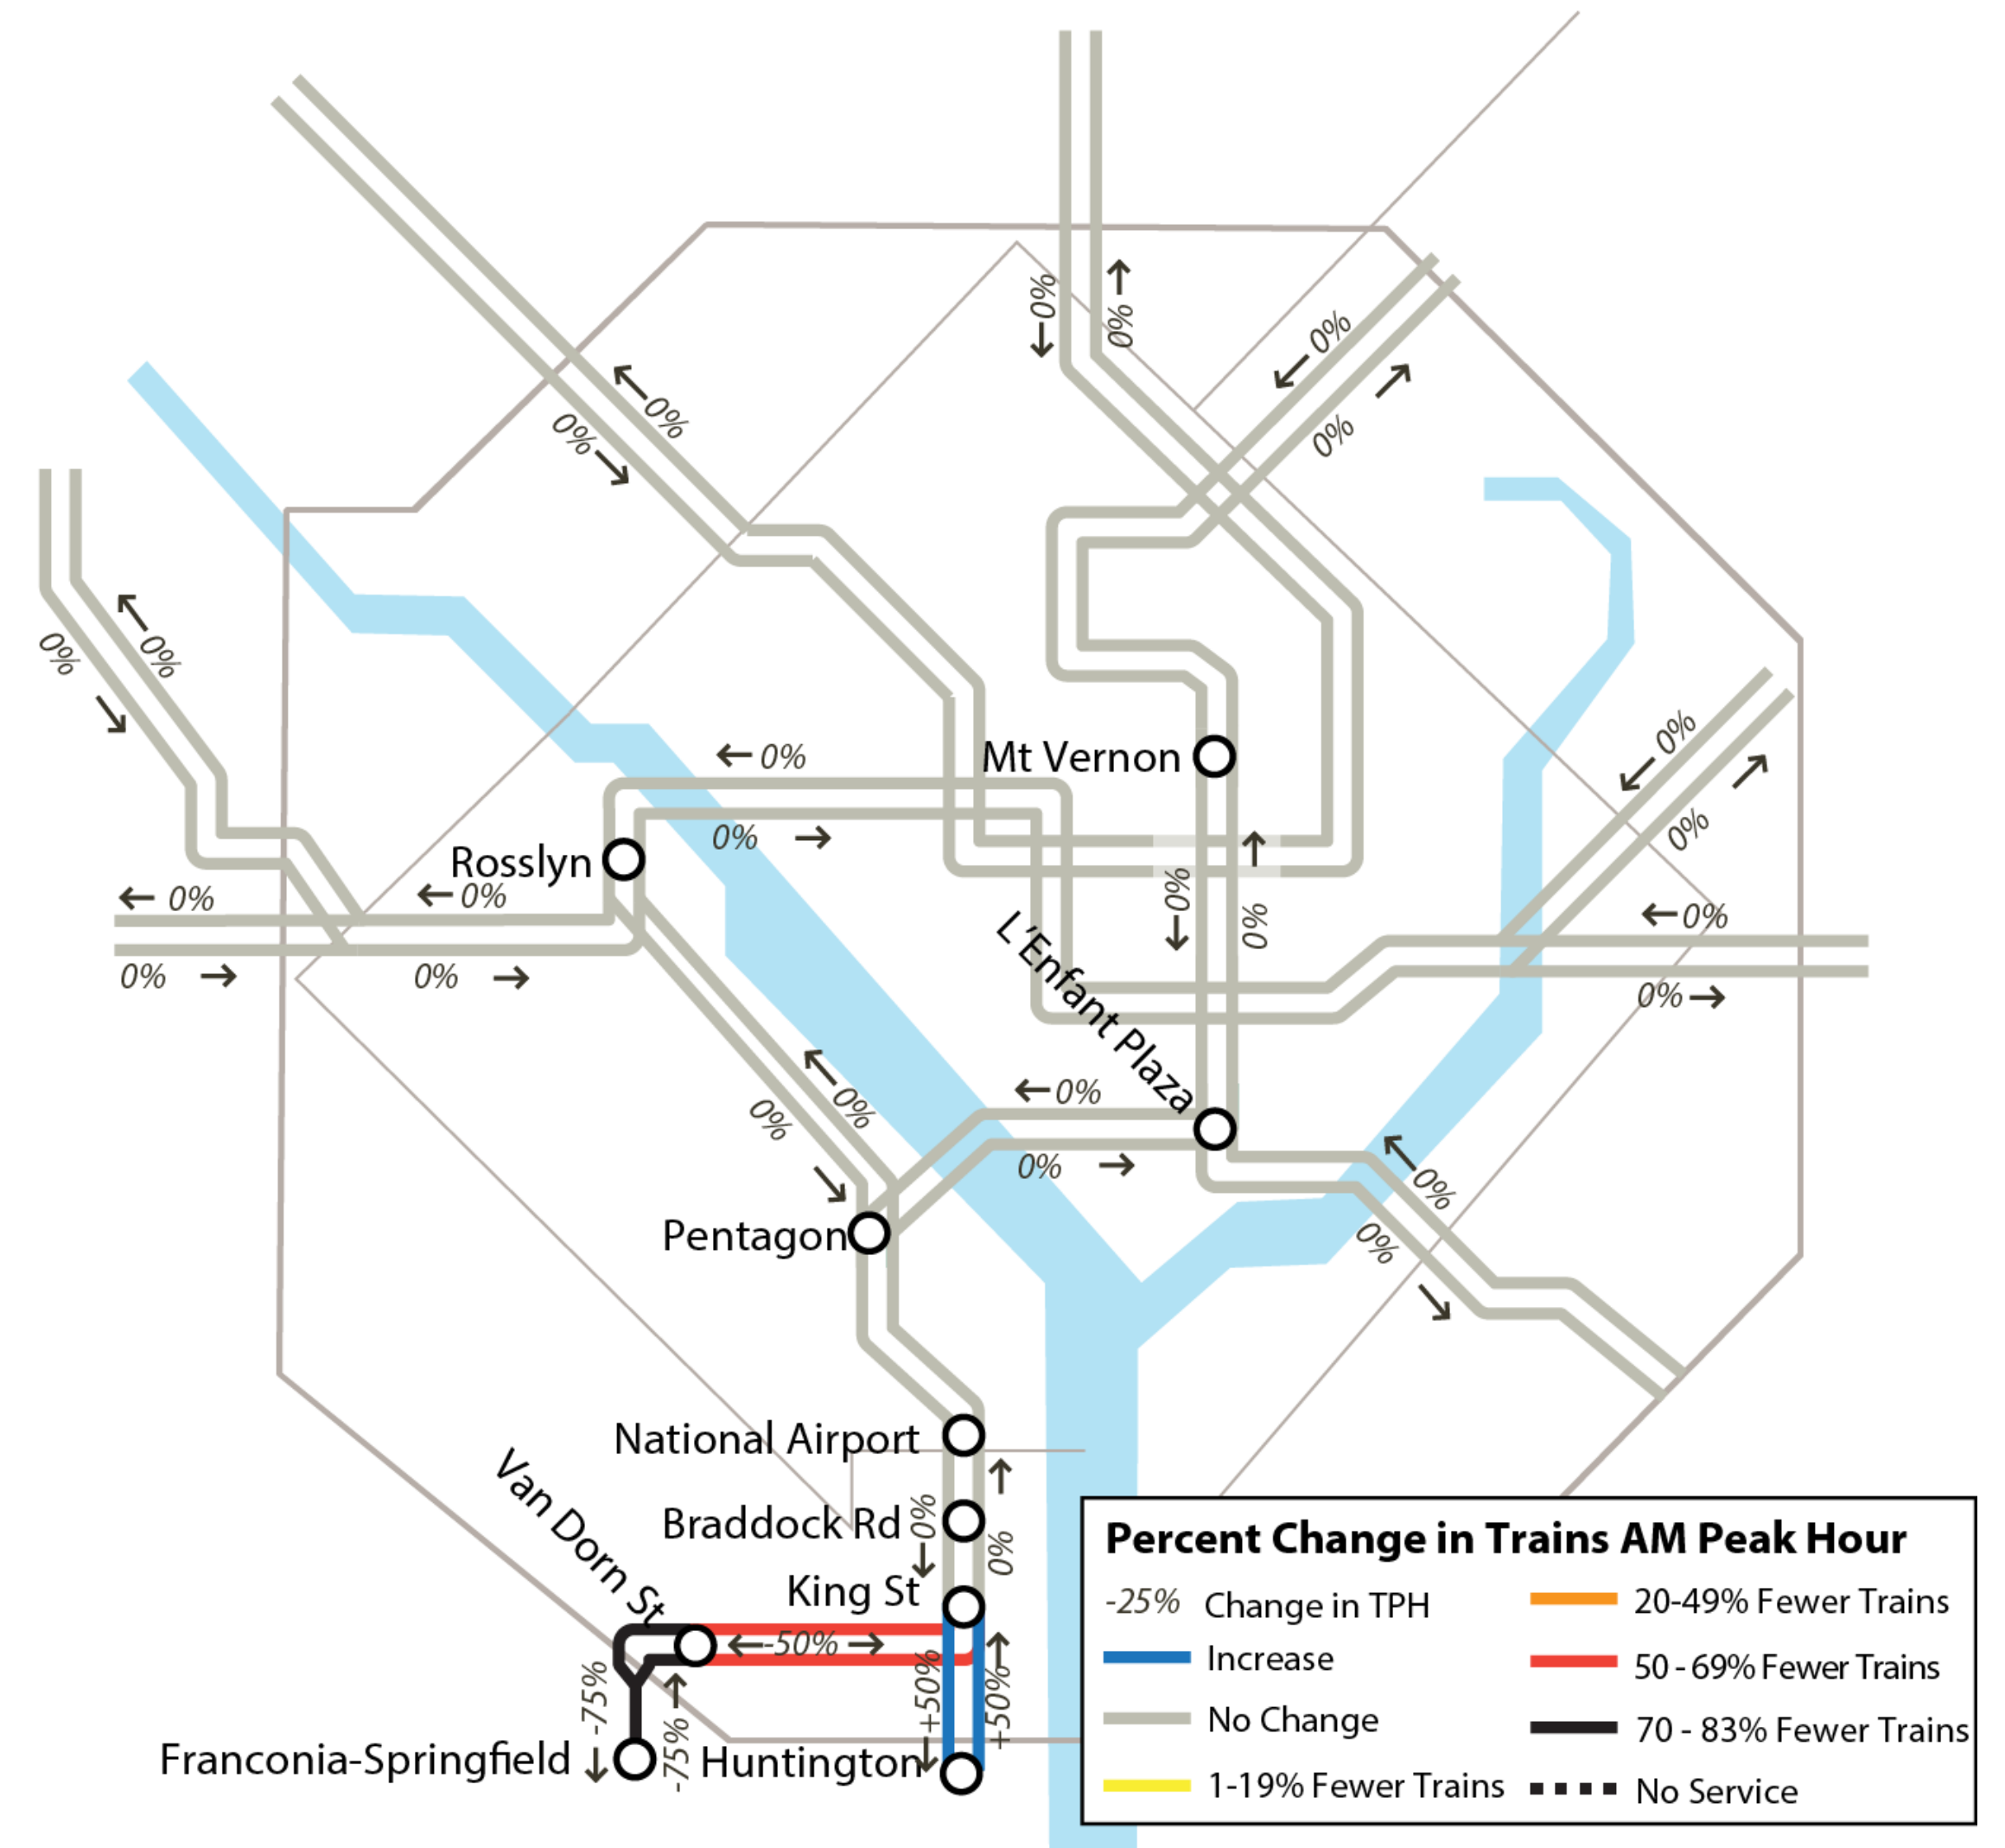 0%
0%
0%
0%
0%
0%
0%
0%
0%
0%
Mt Vernon
0%
0%
Rosslyn
0%
0%
0%
0%
0%
0%
0%
0%
0%
0%
0%
L'Enfant Plaza
0%
0%
0%
0%
0%
0%
Pentagon
National Airport
Braddock Rd
0%
0%
King St
Van Dorn St
-50%
+50%
+50%
-75%
-75%
Franconia-Springfield
Huntington
Percent Change in Trains AM Peak Hour
-25% Change in TPH
Increase
No Change
1-19% Fewer Trains
20-49% Fewer Trains
50 - 69% Fewer Trains
70 - 83% Fewer Trains
No Service